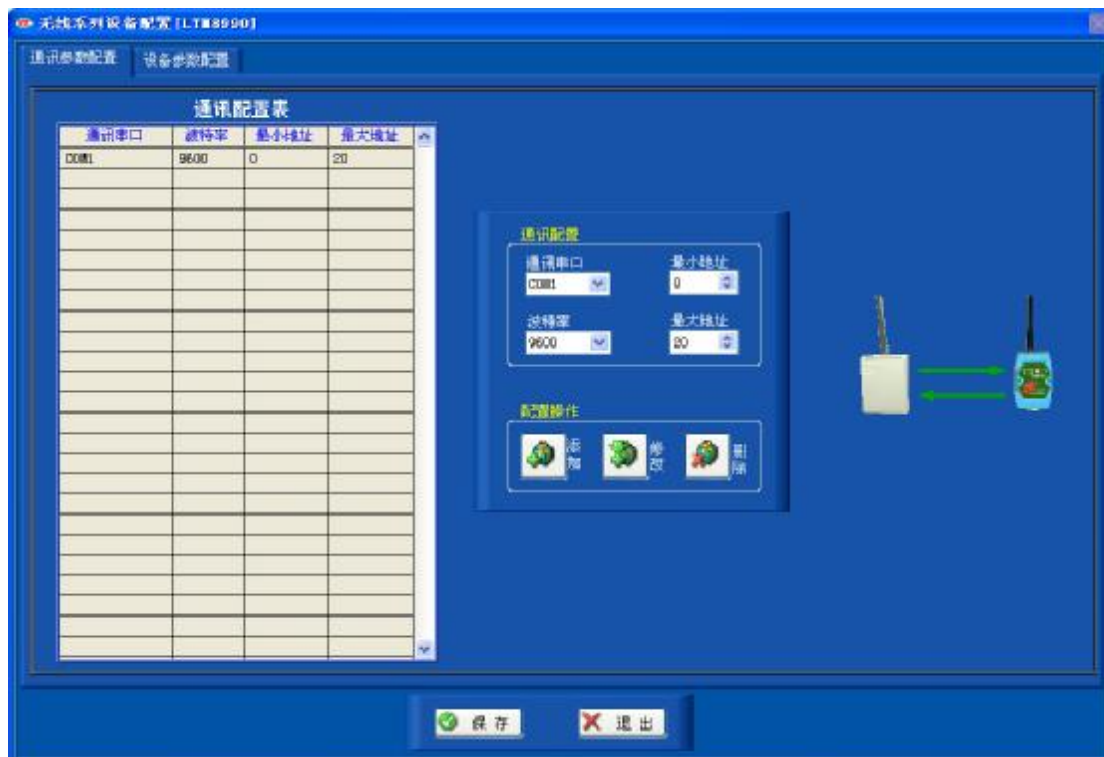 无线系列设备配置 [LTM8990]
通讯参数配置 设备参数配置
通讯配置表
通讯串口 波特率 最小地址 最大地址
COM1 9600 0 20
通讯配置
通讯串口 最小地址
COM1 0
波特率 最大地址
9600 20
配置操作
添加 修改 删除
保存 退出